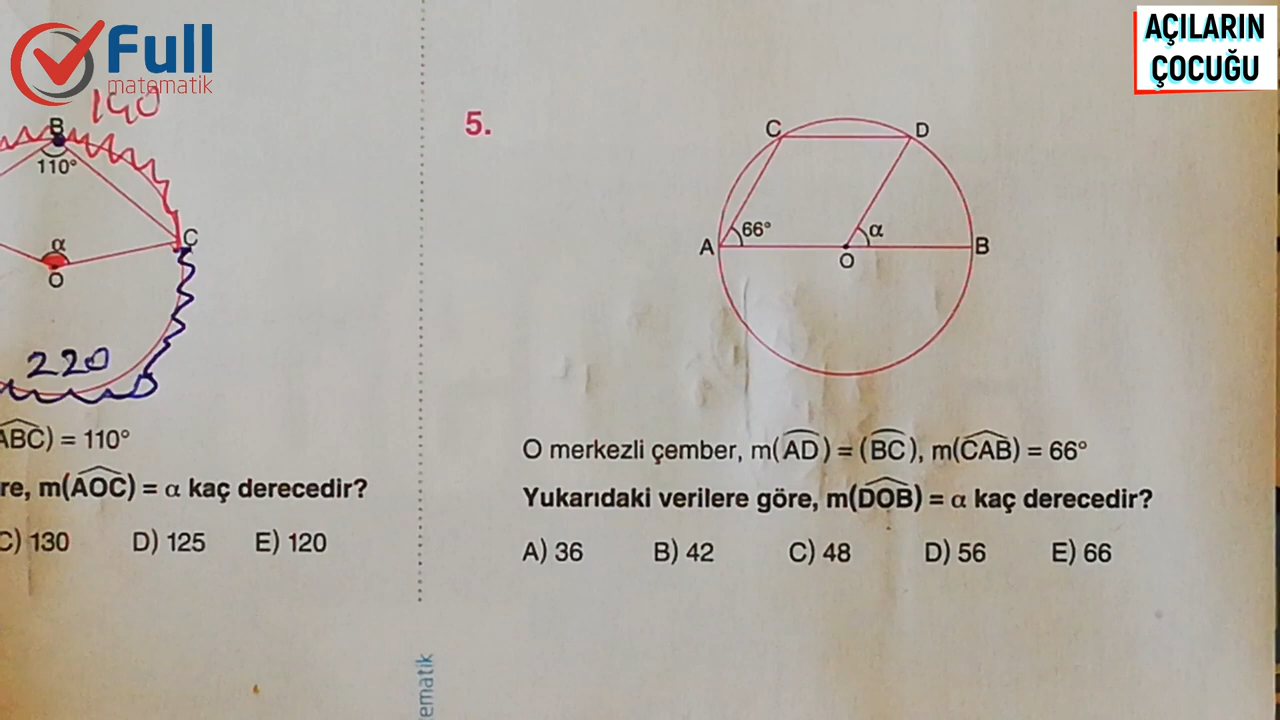 Full
matematik
AÇILARIN
ÇOCUĞU
140
B
110°
α
C
O
220
ABC) = 110°
re, m(AOC) = α kaç derecedir?
C) 130 D) 125 E) 120
ematik
5.
C D
66° α
A O B
O merkezli çember, m(AD) = (BC), m(CAB) = 66°
Yukarıdaki verilere göre, m(DOB) = α kaç derecedir?
A) 36 B) 42 C) 48 D) 56 E) 66